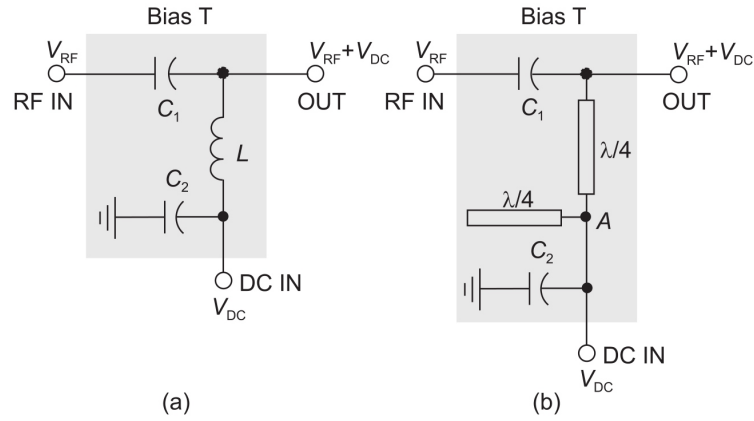 Bias T
V_RF
V_RF+V_DC
RF IN
C_1
OUT
L
C_2
DC IN
V_DC
(a)
Bias T
V_RF
V_RF+V_DC
RF IN
C_1
OUT
λ/4
λ/4
A
C_2
DC IN
V_DC
(b)